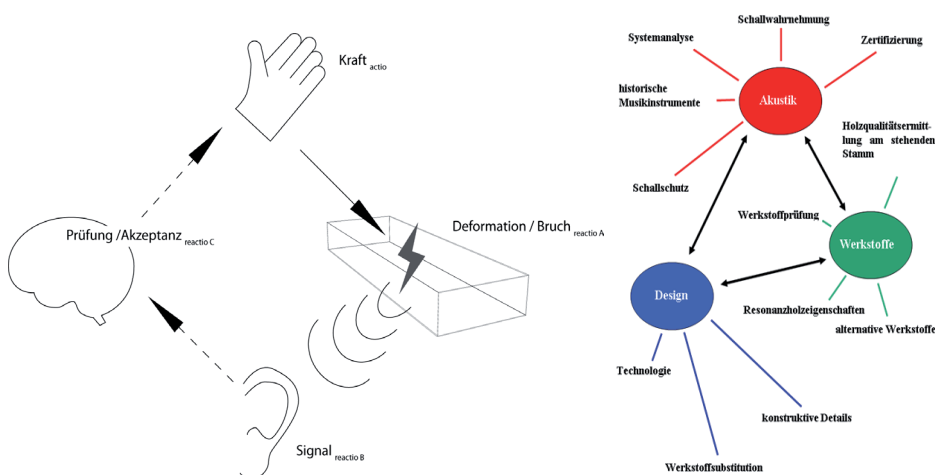 Kraft actio
Deformation / Bruch reactio A
Prüfung /Akzeptanz reactio C
Signal reactio B
Schallwahrnehmung
Systemanalyse
Zertifizierung
historische
Musikinstrumente
Akustik
Schallschutz
Holzqualitätsermitt-
lung am stehenden
Stamm
Werkstoffprüfung
Werkstoffe
Design
Resonanzholzeigenschaften
alternative Werkstoffe
Technologie
konstruktive Details
Werkstoffsubstitution